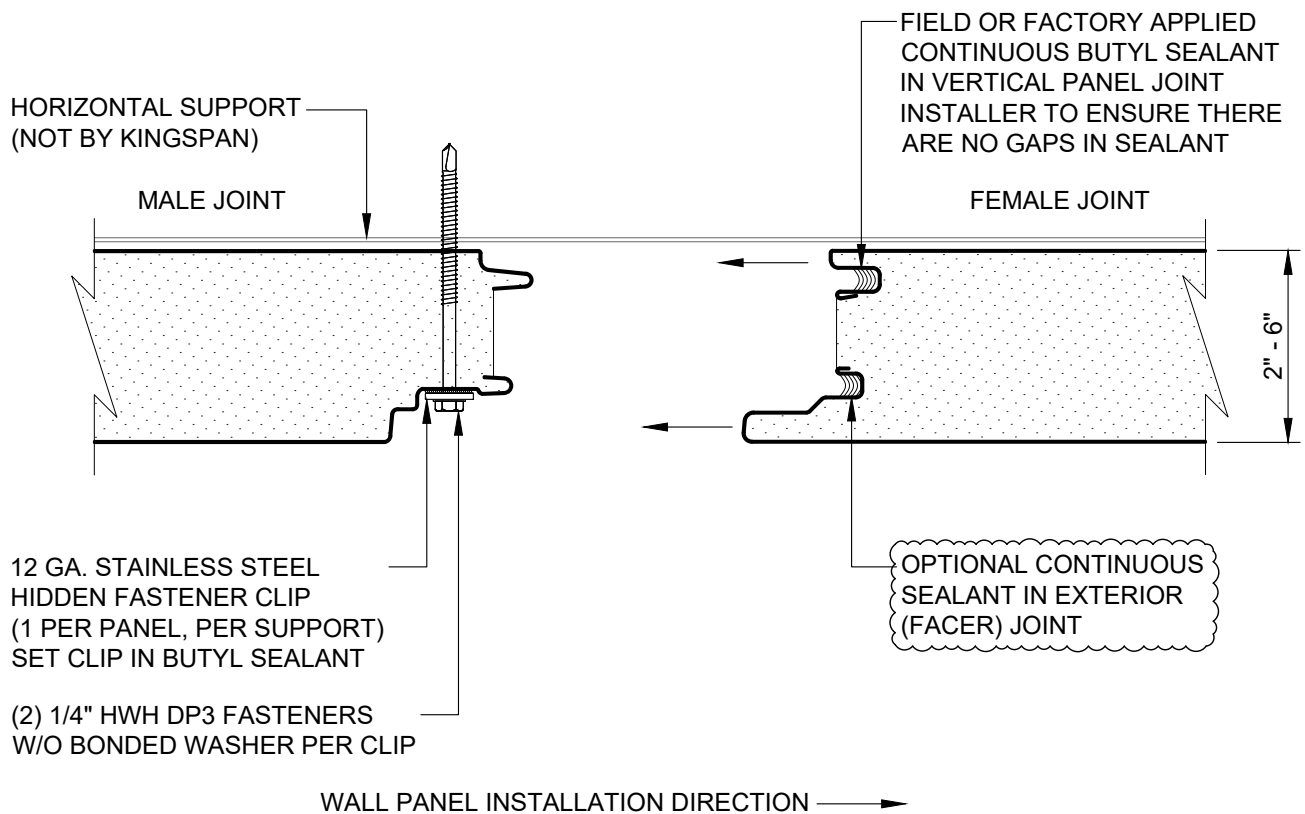 FIELD OR FACTORY APPLIED
CONTINUOUS BUTYL SEALANT
IN VERTICAL PANEL JOINT
INSTALLER TO ENSURE THERE
ARE NO GAPS IN SEALANT
HORIZONTAL SUPPORT
(NOT BY KINGSPAN)
MALE JOINT
FEMALE JOINT
2" - 6"
12 GA. STAINLESS STEEL
HIDDEN FASTENER CLIP
(1 PER PANEL, PER SUPPORT)
SET CLIP IN BUTYL SEALANT
OPTIONAL CONTINUOUS
SEALANT IN EXTERIOR
(FACER) JOINT
(2) 1/4" HWH DP3 FASTENERS
W/O BONDED WASHER PER CLIP
WALL PANEL INSTALLATION DIRECTION